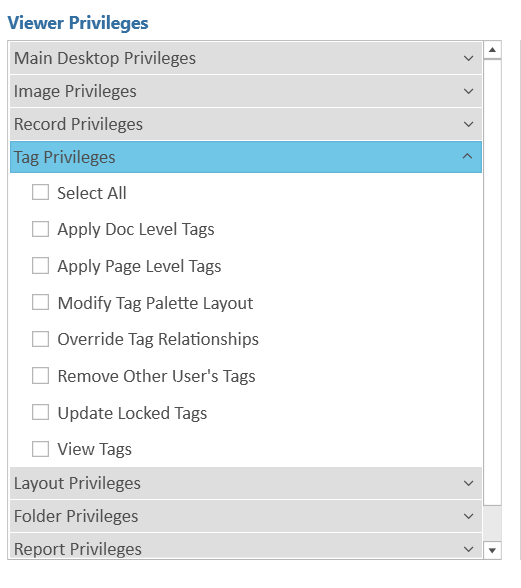 Viewer Privileges
Main Desktop Privileges
Image Privileges
Record Privileges
Tag Privileges
Select All
Apply Doc Level Tags
Apply Page Level Tags
Modify Tag Palette Layout
Override Tag Relationships
Remove Other User's Tags
Update Locked Tags
View Tags
Layout Privileges
Folder Privileges
Report Privileges